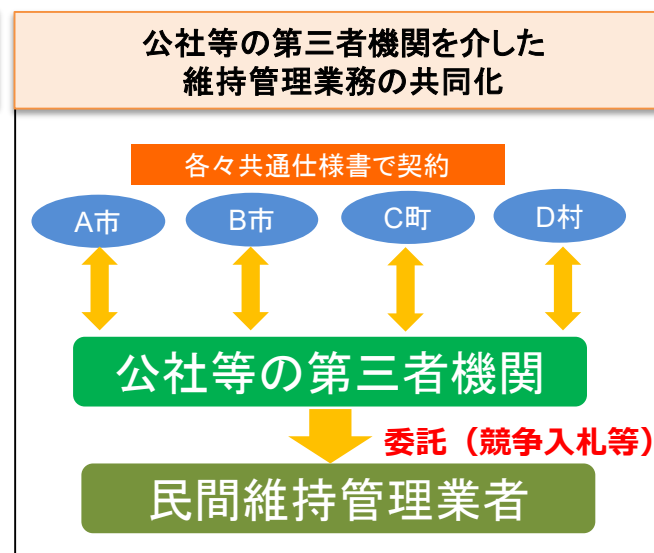 公社等の第三者機関を介した
維持管理業務の共同化
各々共通仕様書で契約
A市
B市
C町
D村
公社等の第三者機関
委託（競争入札等）
民間維持管理業者